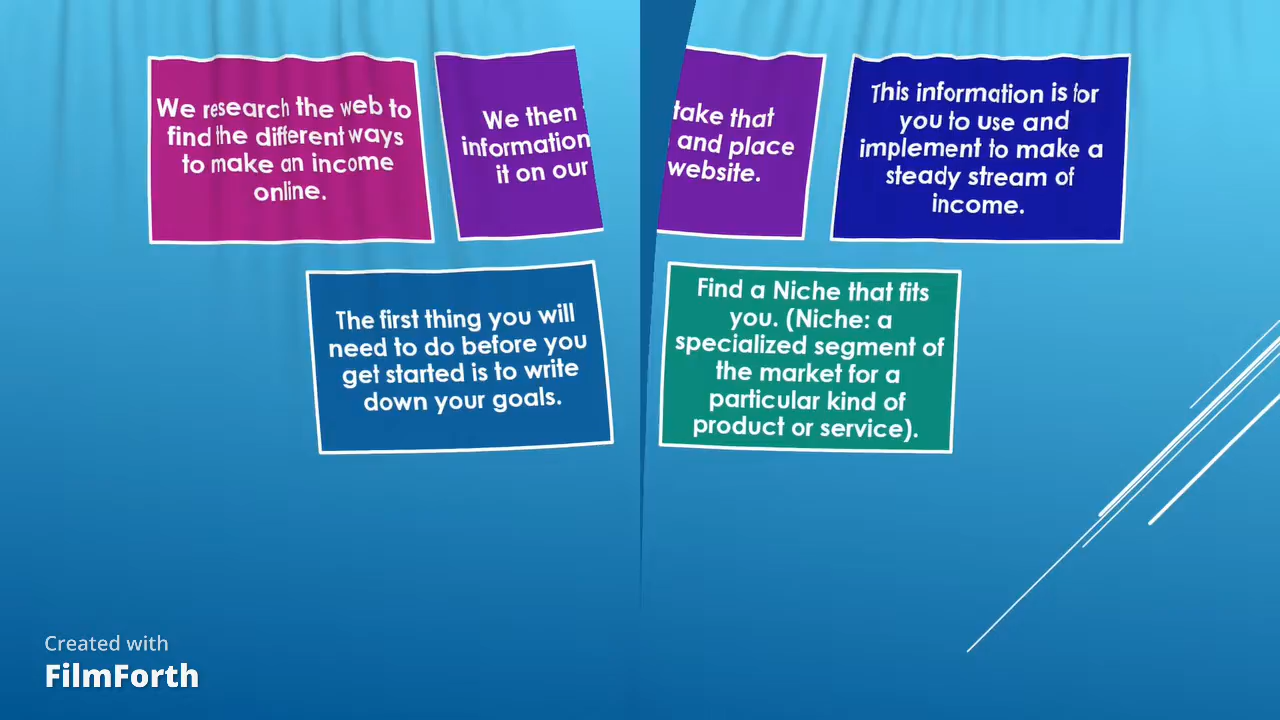 We research the web to
find the different ways
to make an income
online.
We then take that
information and place
it on our website.
This information is for
you to use and
implement to make a
steady stream of
income.
The first thing you will
need to do before you
get started is to write
down your goals.
Find a Niche that fits
you. (Niche: a
specialized segment of
the market for a
particular kind of
product or service).
Created with
FilmForth